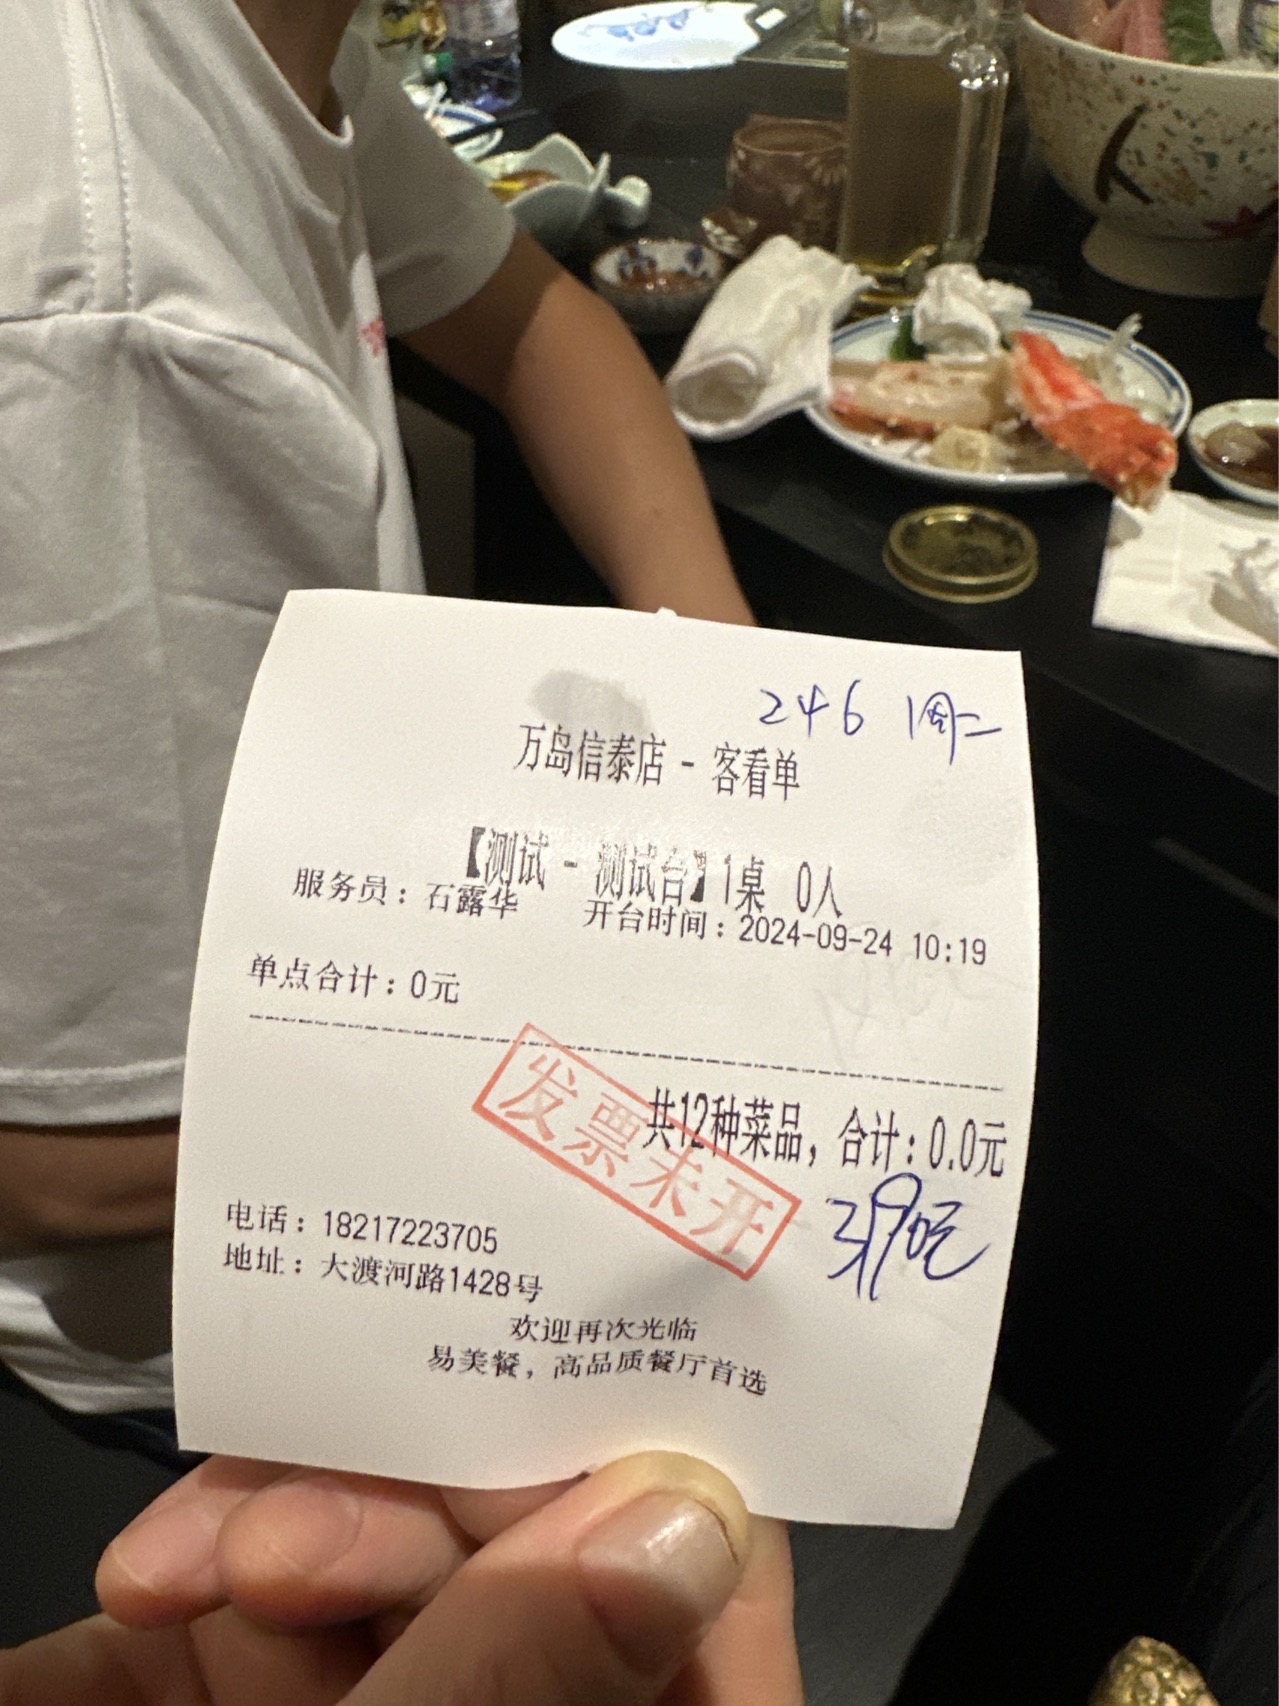 246 周二
万岛信泰店 - 客看单
【测试 - 测试台】1桌 0人
服务员：石露华 开台时间：2024-09-24 10:19
单点合计：0元
共12种菜品，合计：0.0元
发票未开
电话：18217223705
地址：大渡河路1428号
欢迎再次光临
易美餐，高品质餐厅首选